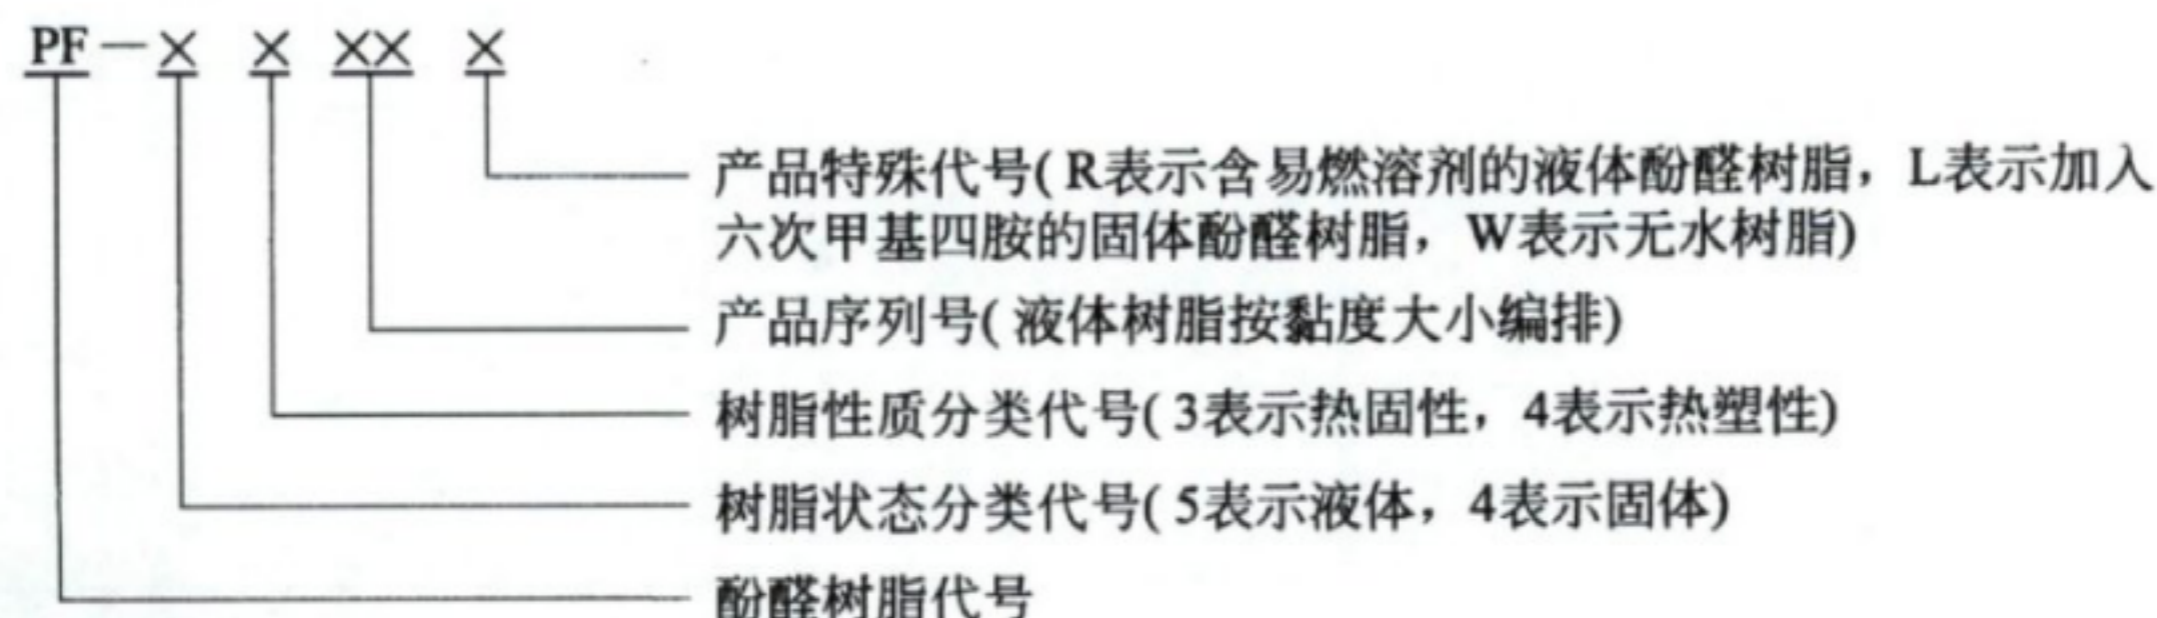 PF－× × ×× ×
产品特殊代号(R表示含易燃溶剂的液体酚醛树脂，L表示加入
六次甲基四胺的固体酚醛树脂，W表示无水树脂)
产品序列号(液体树脂按黏度大小编排)
树脂性质分类代号(3表示热固性，4表示热塑性)
树脂状态分类代号(5表示液体，4表示固体)
酚醛树脂代号